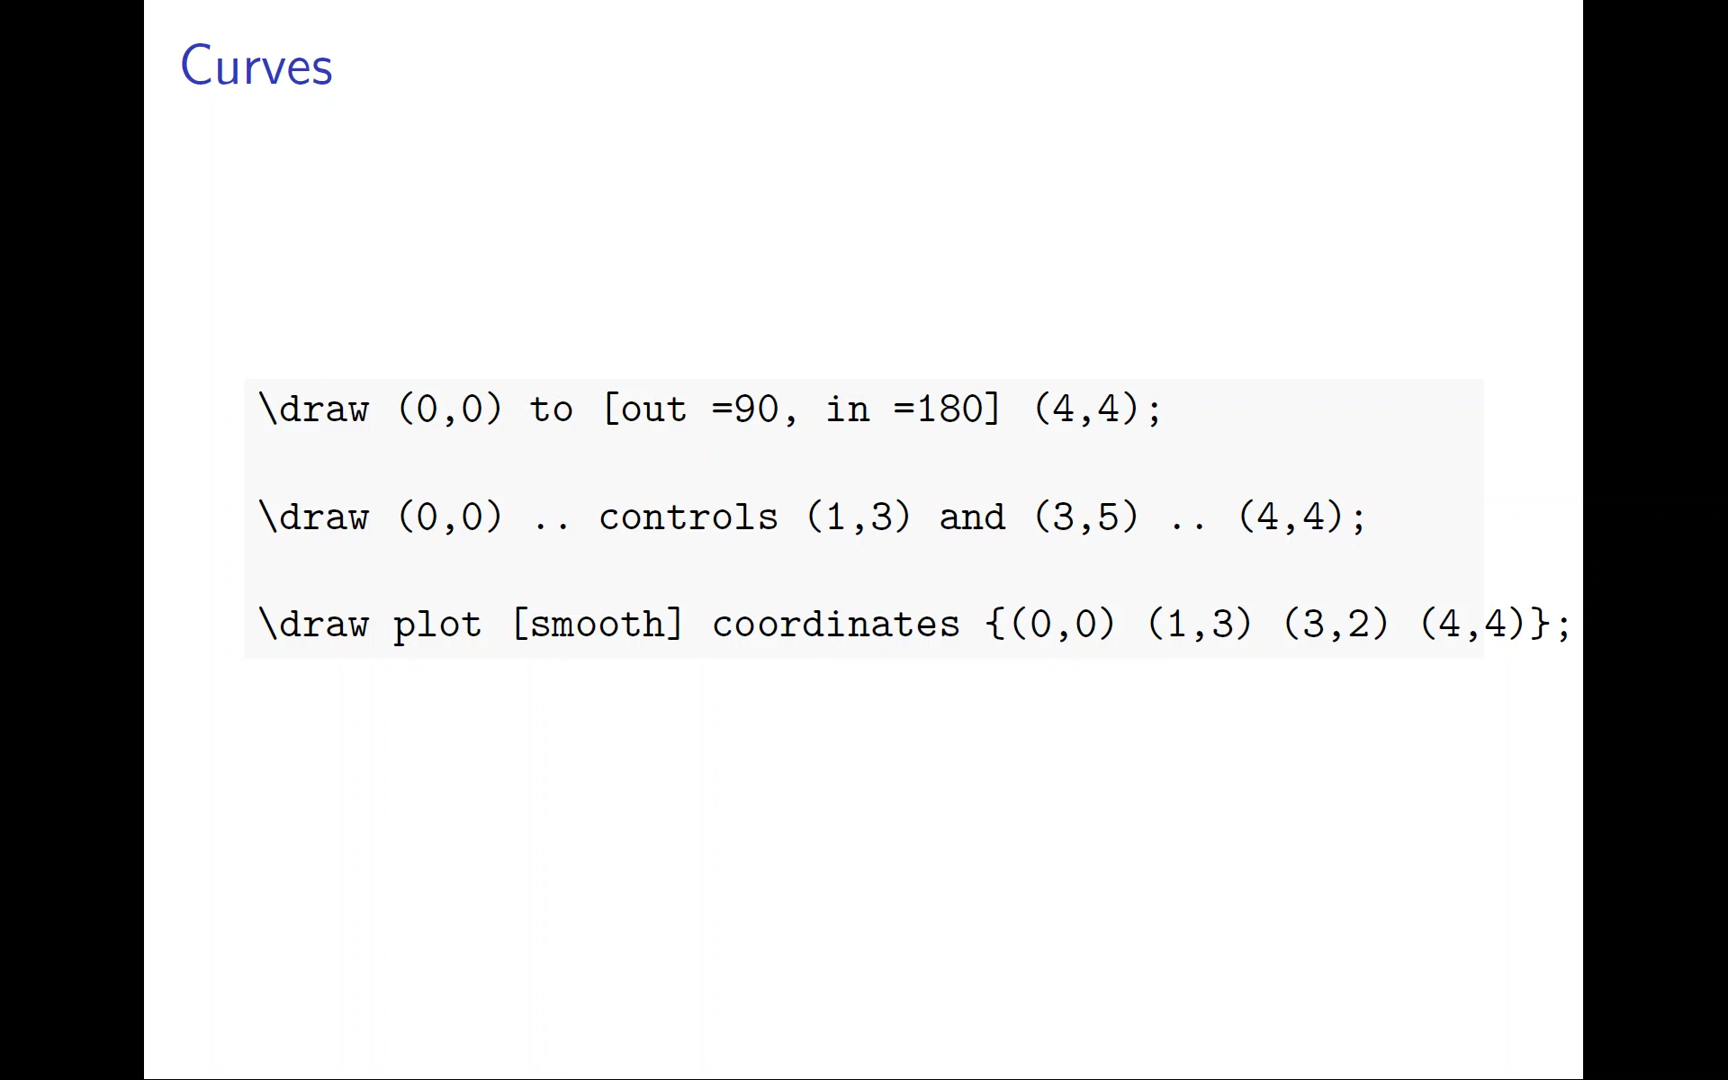 Curves
\draw (0,0) to [out =90, in =180] (4,4);
\draw (0,0) .. controls (1,3) and (3,5) .. (4,4);
\draw plot [smooth] coordinates {(0,0) (1,3) (3,2) (4,4)};